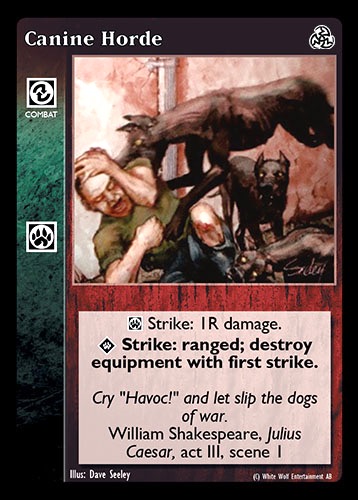 Canine Horde
COMBAT
Seeley
Strike: 1R damage.
Strike: ranged; destroy
equipment with first strike.
Cry "Havoc!" and let slip the dogs
of war.
William Shakespeare, Julius
Caesar, act III, scene 1
Illus: Dave Seeley
(C) White Wolf Entertainment AB